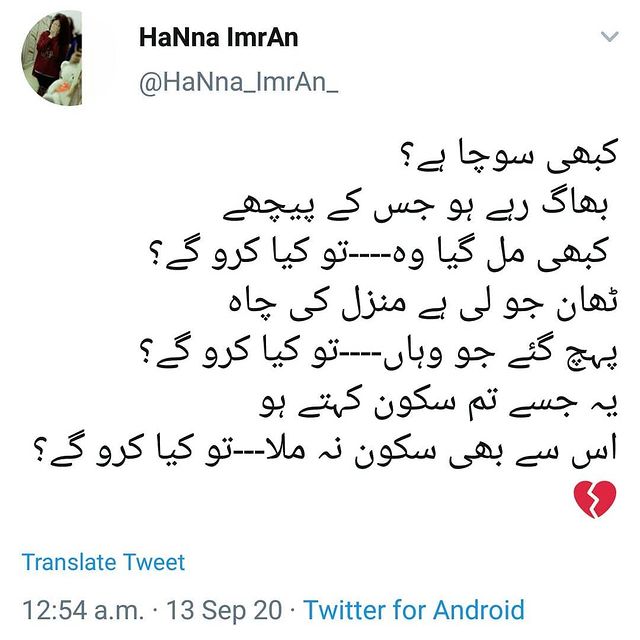 HaNna ImrAn
@HaNna_ImrAn_
کبھی سوچا ہے؟
بھاگ رہے ہو جس کے پیچھے
کبھی مل گیا وہ----تو کیا کرو گے؟
ٹھان جو لی ہے منزل کی چاہ
پہچ گئے جو وہاں----تو کیا کرو گے؟
یہ جسے تم سکون کہتے ہو
اس سے بھی سکون نہ ملا---تو کیا کرو گے؟
💔
Translate Tweet
12:54 a.m. · 13 Sep 20 · Twitter for Android